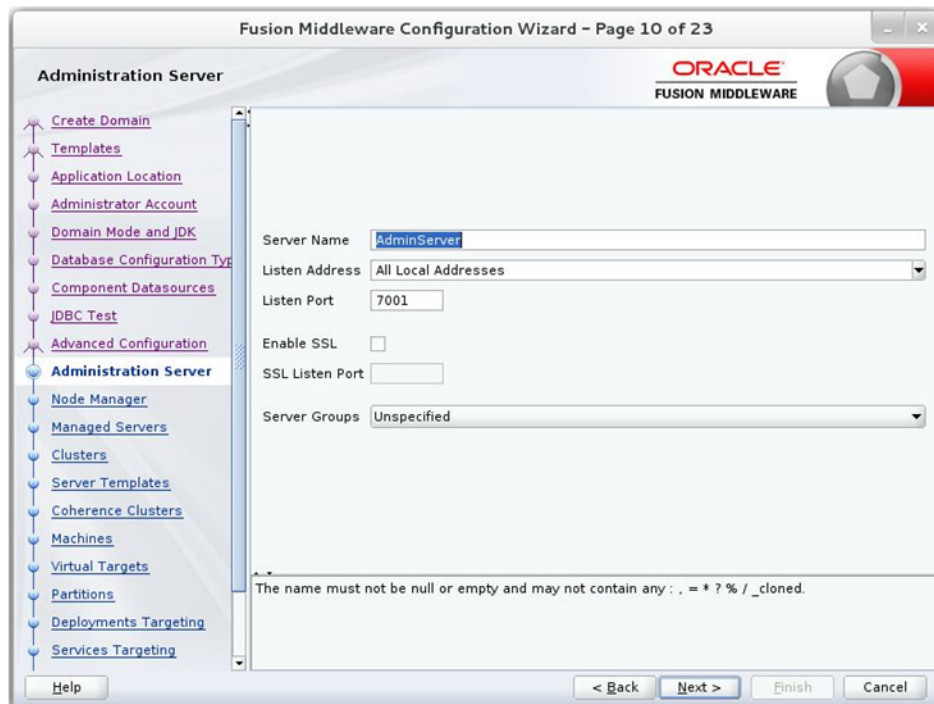 Fusion Middleware Configuration Wizard – Page 10 of 23
Administration Server
ORACLE
FUSION MIDDLEWARE
Create Domain
Templates
Application Location
Administrator Account
Domain Mode and JDK
Database Configuration Typ
Component Datasources
JDBC Test
Advanced Configuration
Administration Server
Node Manager
Managed Servers
Clusters
Server Templates
Coherence Clusters
Machines
Virtual Targets
Partitions
Deployments Targeting
Services Targeting
Server Name AdminServer
Listen Address All Local Addresses
Listen Port 7001
Enable SSL
SSL Listen Port
Server Groups Unspecified
The name must not be null or empty and may not contain any : , = * ? % / _cloned.
Help < Back Next > Finish Cancel